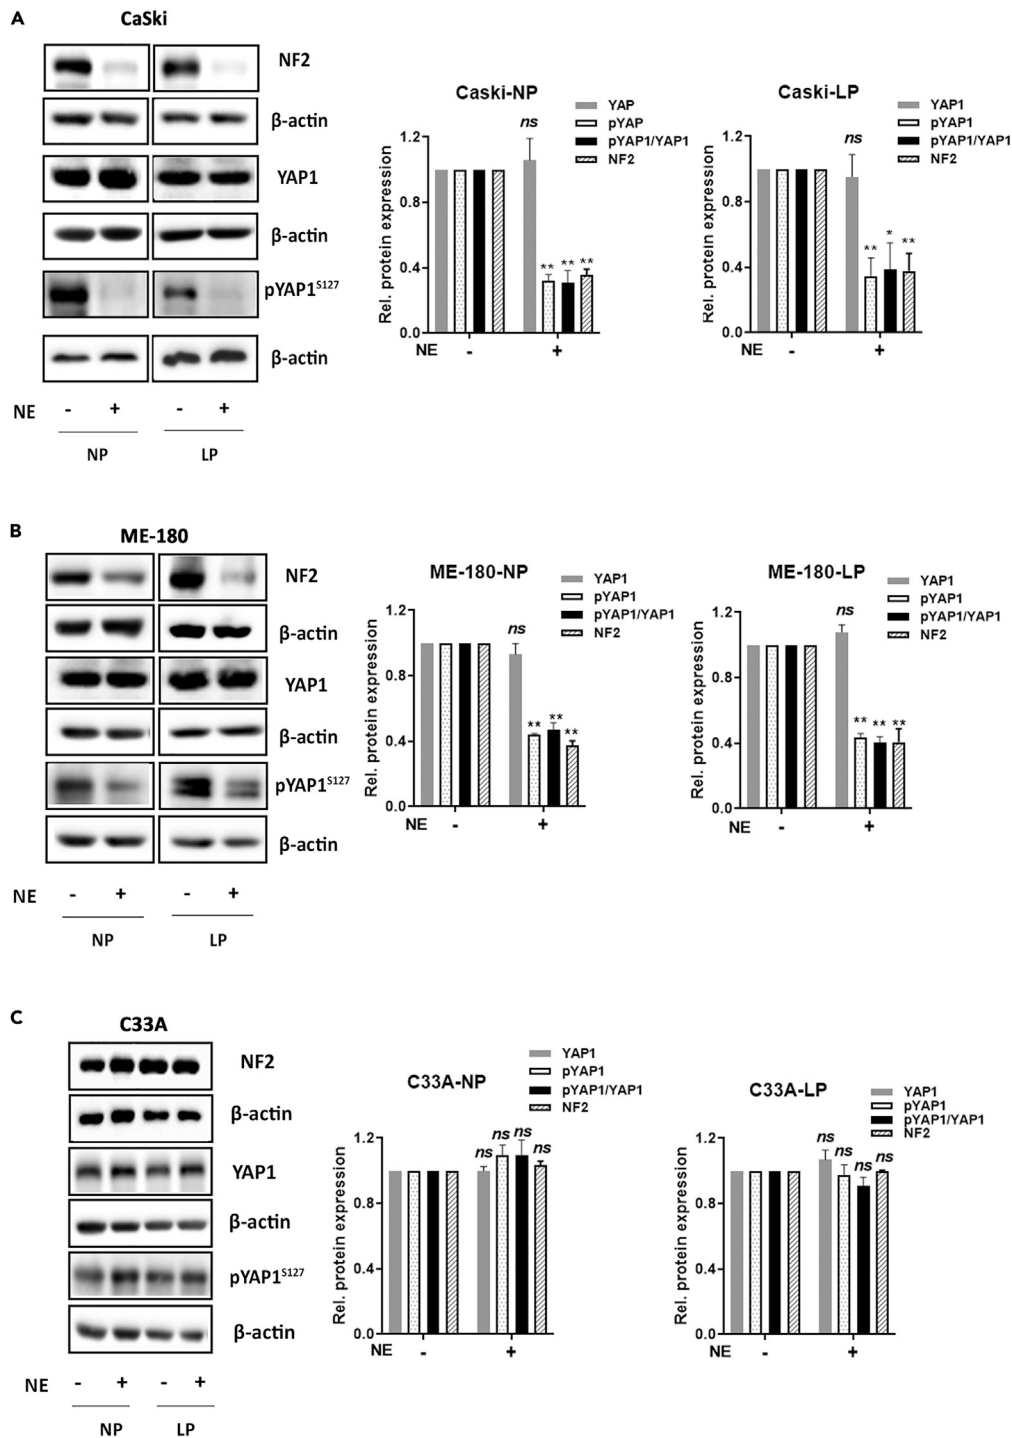 A
CaSki
NF2
β-actin
YAP1
β-actin
pYAP1S127
β-actin
NE - + - +
NP LP
Caski-NP
YAP
pYAP
pYAP1/YAP1
NF2
Rel. protein expression
1.2
0.8
0.4
0.0
ns
** ** **
NE - +
Caski-LP
YAP1
pYAP1
pYAP1/YAP1
NF2
Rel. protein expression
1.2
0.8
0.4
0.0
ns
** * **
NE - +
B
ME-180
NF2
β-actin
YAP1
β-actin
pYAP1S127
β-actin
NE - + - +
NP LP
ME-180-NP
YAP1
pYAP1
pYAP1/YAP1
NF2
Rel. protein expression
1.2
0.8
0.4
0.0
ns
** ** **
NE - +
ME-180-LP
YAP1
pYAP1
pYAP1/YAP1
NF2
Rel. protein expression
1.2
0.8
0.4
0.0
ns
** ** **
NE - +
C
C33A
NF2
β-actin
YAP1
β-actin
pYAP1S127
β-actin
NE - + - +
NP LP
C33A-NP
YAP1
pYAP1
pYAP1/YAP1
NF2
Rel. protein expression
1.2
0.8
0.4
0.0
ns ns ns ns
NE - +
C33A-LP
YAP1
pYAP1
pYAP1/YAP1
NF2
Rel. protein expression
1.2
0.8
0.4
0.0
ns ns ns ns
NE - +